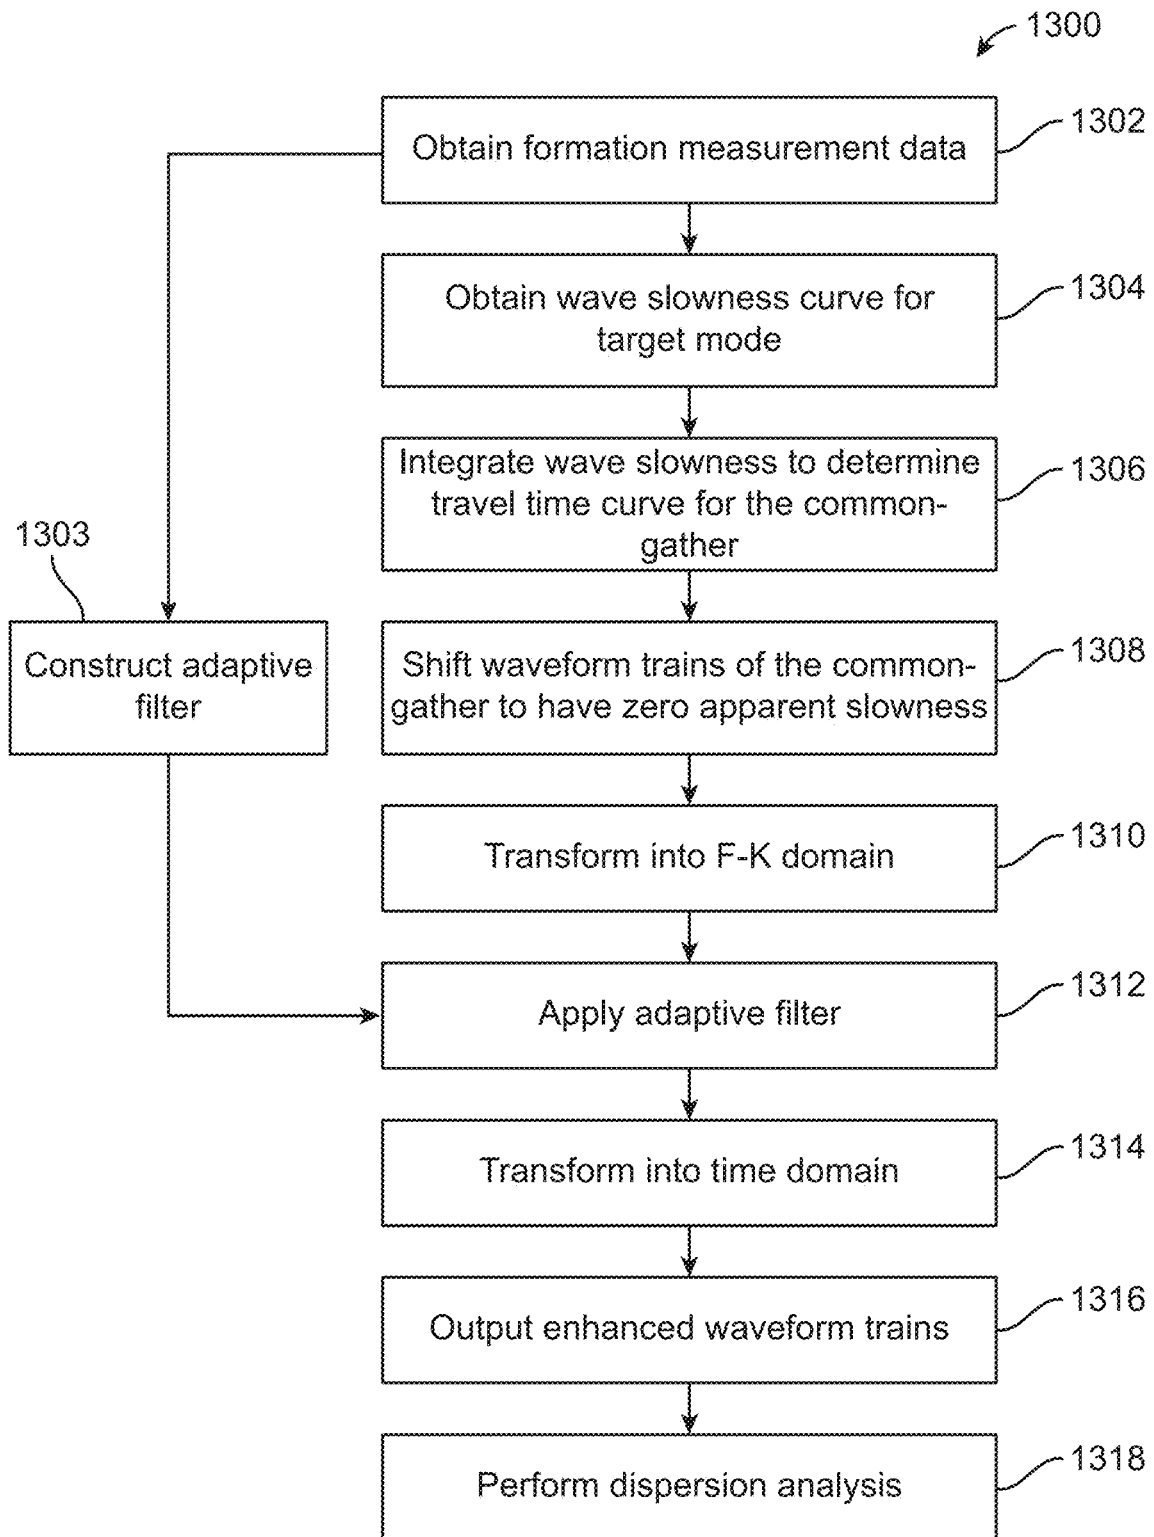 1300
1302
Obtain formation measurement data
1304
Obtain wave slowness curve for
target mode
1306
Integrate wave slowness to determine
travel time curve for the common-
gather
1303
Construct adaptive
filter
1308
Shift waveform trains of the common-
gather to have zero apparent slowness
1310
Transform into F-K domain
1312
Apply adaptive filter
1314
Transform into time domain
1316
Output enhanced waveform trains
1318
Perform dispersion analysis